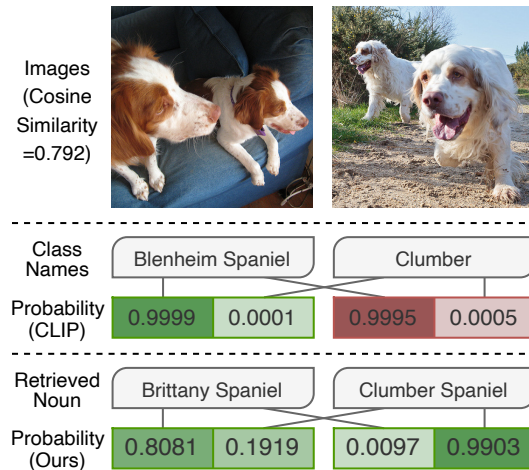 Images
(Cosine
Similarity
=0.792)
Class
Names
Blenheim Spaniel
Clumber
Probability
(CLIP)
0.9999
0.0001
0.9995
0.0005
Retrieved
Noun
Brittany Spaniel
Clumber Spaniel
Probability
(Ours)
0.8081
0.1919
0.0097
0.9903